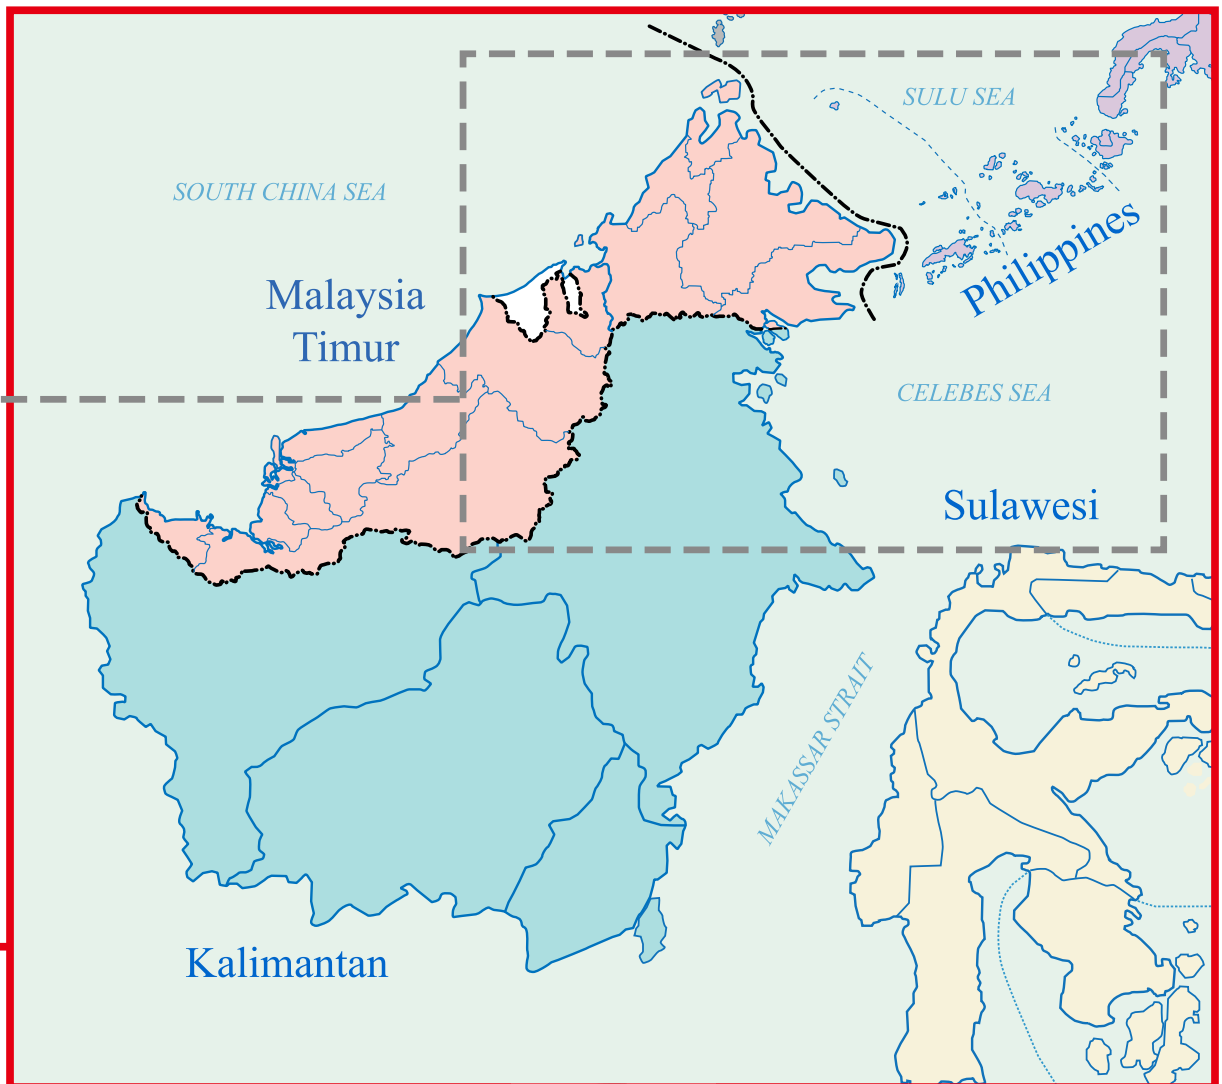 SULU SEA
SOUTH CHINA SEA
Philippines
Malaysia
Timur
CELEBES SEA
Sulawesi
MAKASSAR STRAIT
Kalimantan